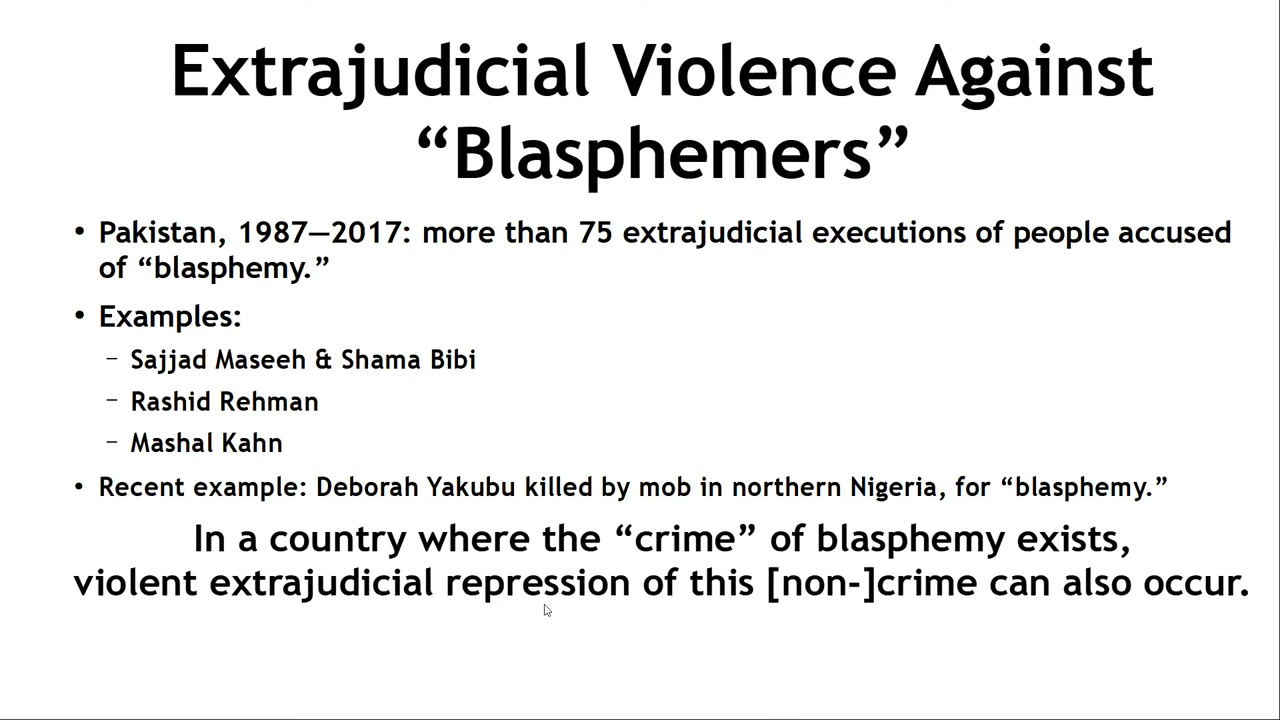 Extrajudicial Violence Against
“Blasphemers”
• Pakistan, 1987—2017: more than 75 extrajudicial executions of people accused
of “blasphemy.”
• Examples:
– Sajjad Maseeh & Shama Bibi
– Rashid Rehman
– Mashal Kahn
• Recent example: Deborah Yakubu killed by mob in northern Nigeria, for “blasphemy.”
In a country where the “crime” of blasphemy exists,
violent extrajudicial repression of this [non-]crime can also occur.